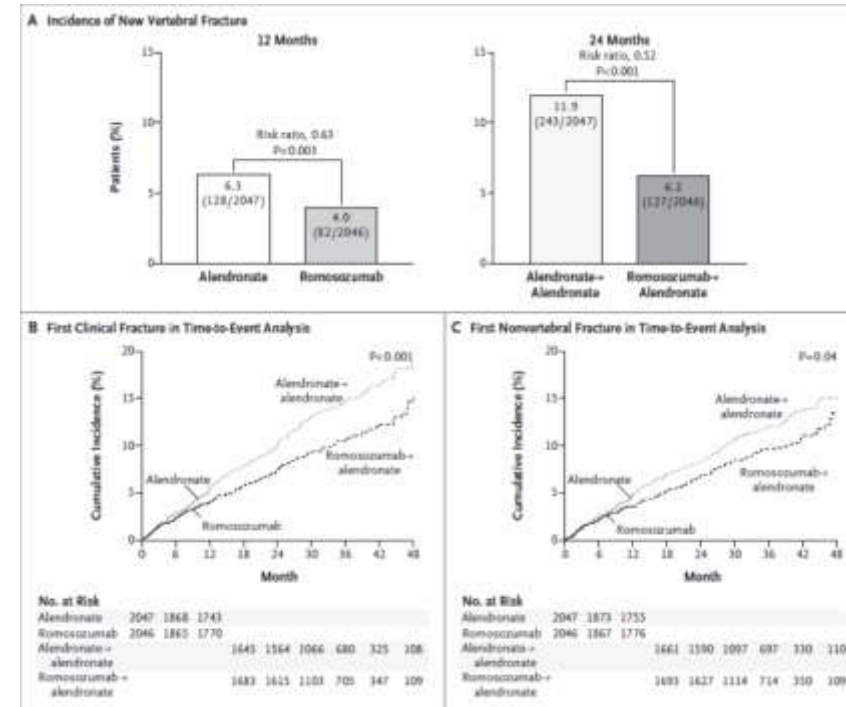 A Incidence of New Vertebral Fracture
12 Months
15
10
5
0
Patients (%)
Risk ratio, 0.63
P<0.003
6.3
(128/2047)
4.0
(82/2046)
Alendronate
Romosozumab
24 Months
Risk ratio, 0.52
P<0.001
15
10
5
0
11.9
(243/2047)
6.2
(127/2046)
Alendronate→
Alendronate
Romosozumab→
Alendronate
B First Clinical Fracture in Time-to-Event Analysis
20
15
10
5
0
Cumulative Incidence (%)
P<0.001
Alendronate→
alendronate
Romosozumab→
alendronate
Alendronate
Romosozumab
0 6 12 18 24 30 36 42 48
Month
No. at Risk
Alendronate 2047 1868 1743
Romosozumab 2046 1865 1770
Alendronate→ 1645 1564 1066 680 325 108
alendronate
Romosozumab→ 1683 1615 1103 705 347 109
alendronate
C First Nonvertebral Fracture in Time-to-Event Analysis
20
15
10
5
0
Cumulative Incidence (%)
P=0.04
Alendronate→
alendronate
Romosozumab→
alendronate
Alendronate
Romosozumab
0 6 12 18 24 30 36 42 48
Month
No. at Risk
Alendronate 2047 1873 1755
Romosozumab 2046 1867 1776
Alendronate→ 1661 1590 1097 697 330 110
alendronate
Romosozumab→ 1693 1627 1114 714 350 109
alendronate